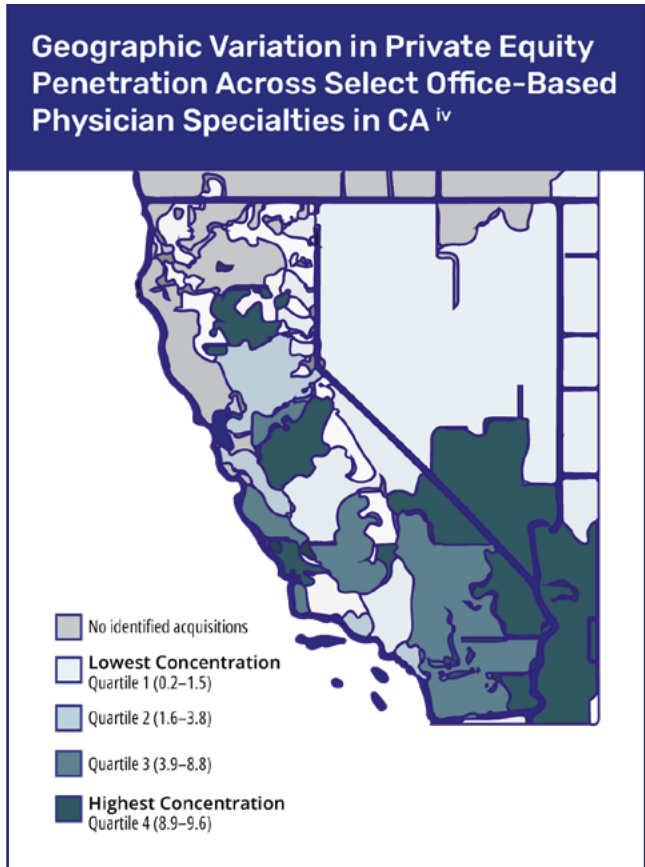 Geographic Variation in Private Equity
Penetration Across Select Office-Based
Physician Specialties in CA iv
No identified acquisitions
Lowest Concentration
Quartile 1 (0.2–1.5)
Quartile 2 (1.6–3.8)
Quartile 3 (3.9–8.8)
Highest Concentration
Quartile 4 (8.9–9.6)